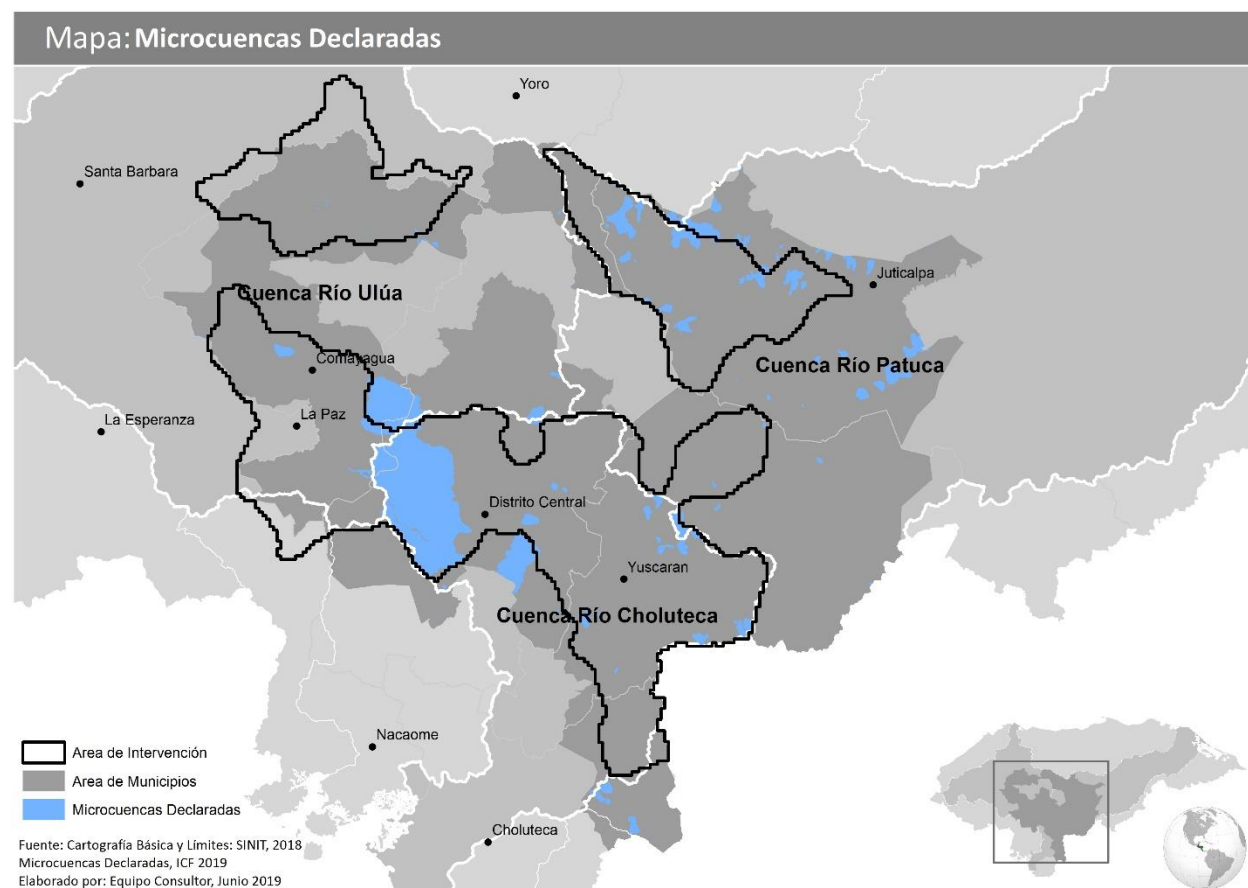 Mapa: Microcuencas Declaradas
Yoro
Santa Barbara
Juticalpa
Cuenca Río Ulúa
Comayagua
Cuenca Río Patuca
La Paz
La Esperanza
Distrito Central
Yuscaran
Cuenca Río Choluteca
Nacaome
Choluteca
Area de Intervención
Area de Municipios
Microcuencas Declaradas
Fuente: Cartografía Básica y Límites: SINIT, 2018
Microcuencas Declaradas, ICF 2019
Elaborado por: Equipo Consultor, Junio 2019